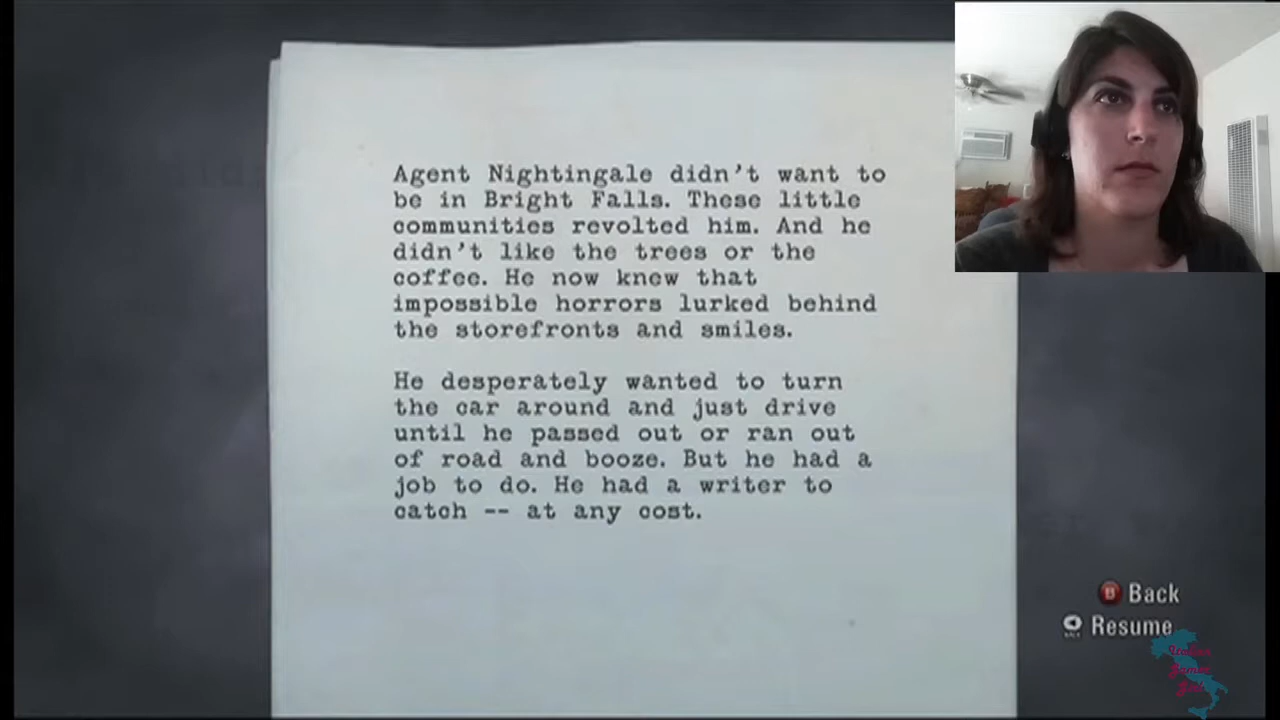 Agent Nightingale didn't want to
be in Bright Falls. These little
communities revolted him. And he
didn't like the trees or the
coffee. He now knew that
impossible horrors lurked behind
the storefronts and smiles.
He desperately wanted to turn
the car around and just drive
until he passed out or ran out
of road and booze. But he had a
job to do. He had a writer to
catch -- at any cost.
B Back
Resume
Italian
Gamer
Girl